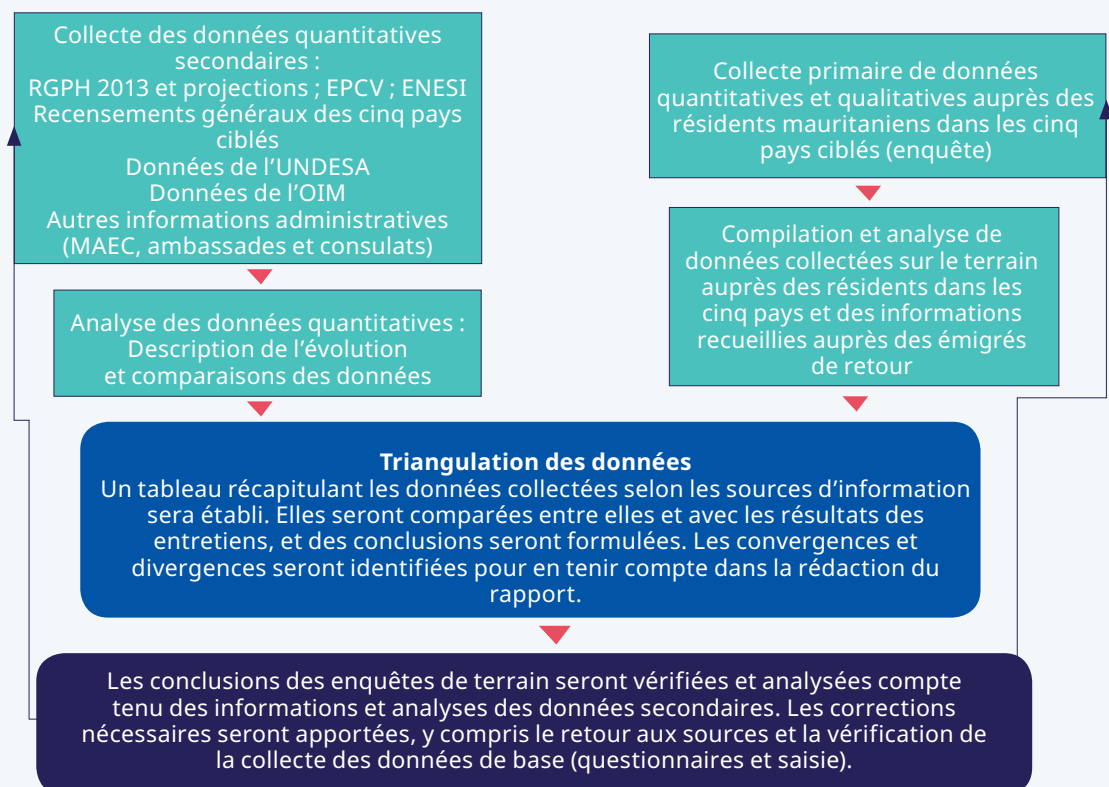 Collecte des données quantitatives
secondaires :
RGPH 2013 et projections ; EPCV ; ENESI
Recensements généraux des cinq pays
ciblés
Données de l’UNDESA
Données de l’OIM
Autres informations administratives
(MAEC, ambassades et consulats)
Analyse des données quantitatives :
Description de l’évolution
et comparaisons des données
Collecte primaire de données
quantitatives et qualitatives auprès des
résidents mauritaniens dans les cinq
pays ciblés (enquête)
Compilation et analyse de
données collectées sur le terrain
auprès des résidents dans les
cinq pays et des informations
recueillies auprès des émigrés
de retour
Triangulation des données
Un tableau récapitulant les données collectées selon les sources d’information
sera établi. Elles seront comparées entre elles et avec les résultats des
entretiens, et des conclusions seront formulées. Les convergences et
divergences seront identifiées pour en tenir compte dans la rédaction du
rapport.
Les conclusions des enquêtes de terrain seront vérifiées et analysées compte
tenu des informations et analyses des données secondaires. Les corrections
nécessaires seront apportées, y compris le retour aux sources et la vérification de
la collecte des données de base (questionnaires et saisie).